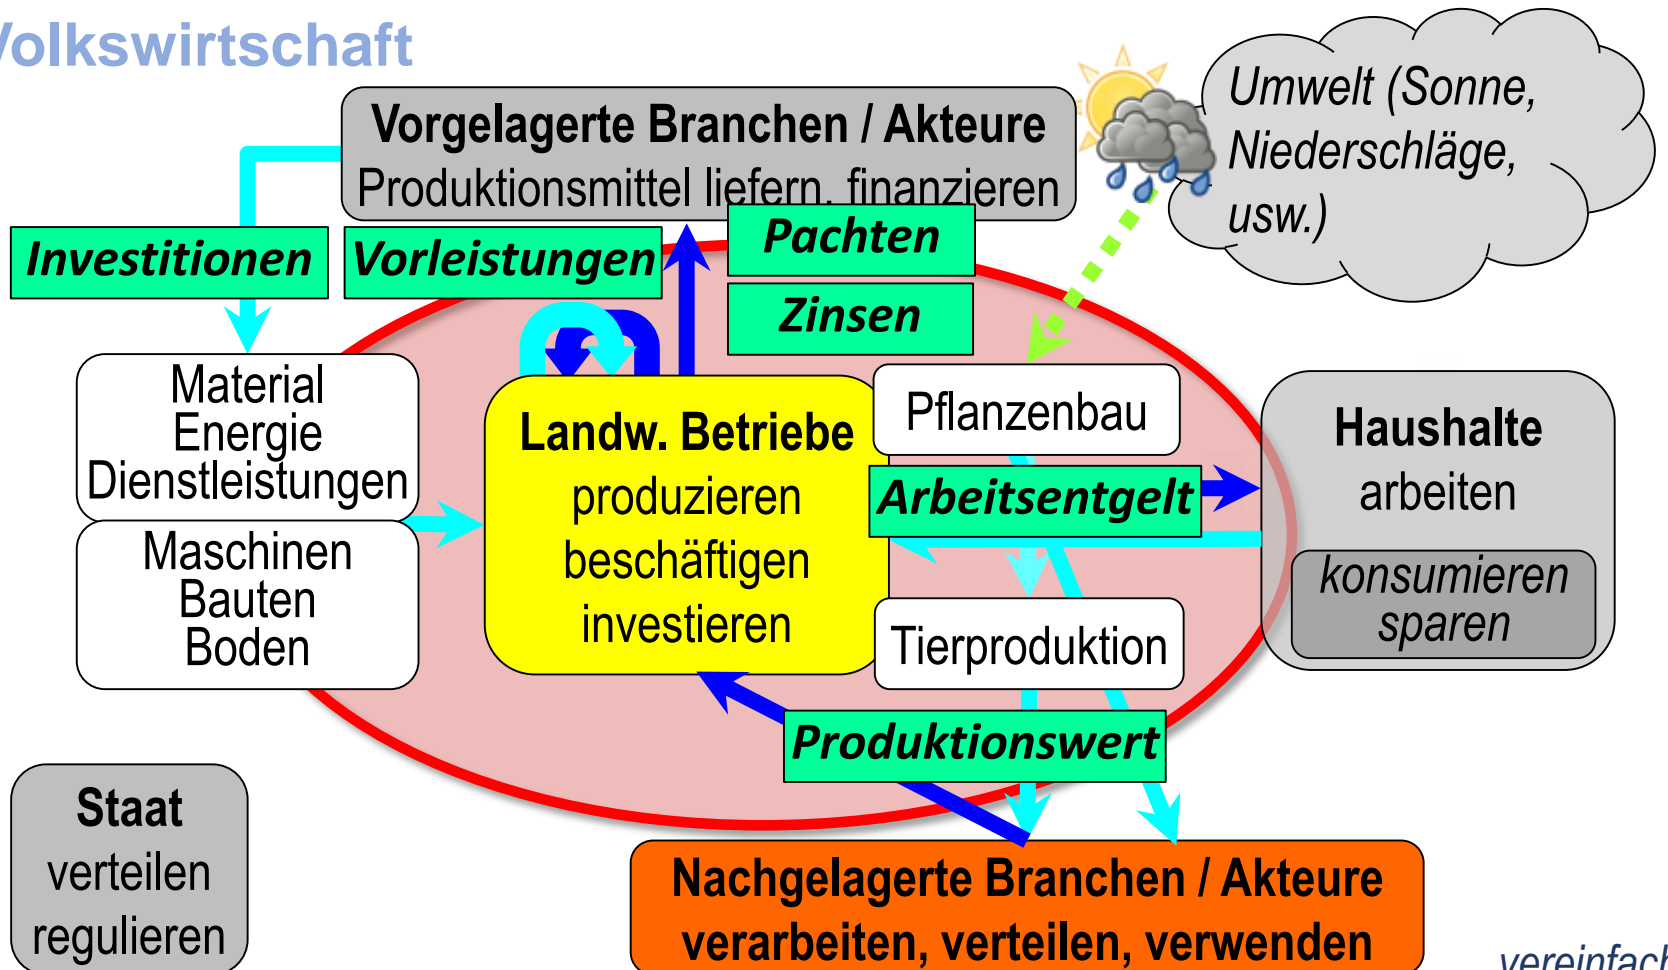 Volkswirtschaft
Vorgelagerte Branchen / Akteure
Produktionsmittel liefern, finanzieren
Umwelt (Sonne,
Niederschläge,
usw.)
Investitionen
Vorleistungen
Pachten
Zinsen
Material
Energie
Dienstleistungen
Maschinen
Bauten
Boden
Landw. Betriebe
produzieren
beschäftigen
investieren
Pflanzenbau
Arbeitsentgelt
Tierproduktion
Haushalte
arbeiten
konsumieren
sparen
Produktionswert
Staat
verteilen
regulieren
Nachgelagerte Branchen / Akteure
verarbeiten, verteilen, verwenden
vereinfach